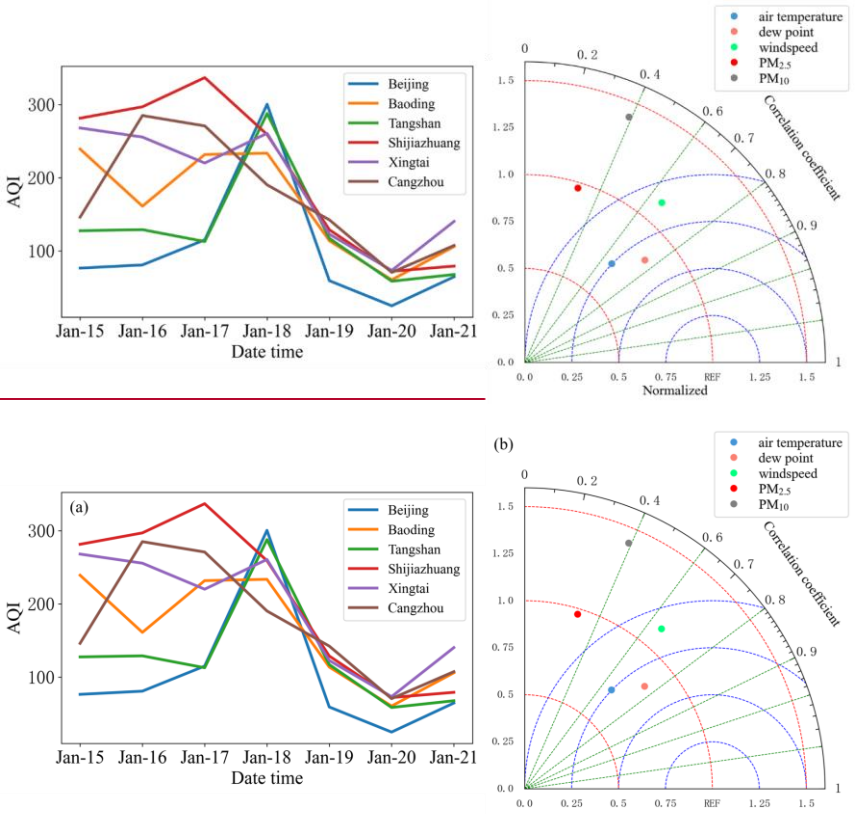 air temperature
dew point
windspeed
PM2.5
PM10
AQI
300
200
100
Beijing
Baoding
Tangshan
Shijiazhuang
Xingtai
Cangzhou
Jan-15 Jan-16 Jan-17 Jan-18 Jan-19 Jan-20 Jan-21
Date time
0 0.2 0.4 0.6 0.7 0.8 0.9 1
Correlation coefficient
1.5
1.25
1.0
0.75
0.5
0.25
0.0
0.0 0.25 0.5 0.75 REF 1.25 1.5
Normalized
(a)
AQI
300
200
100
Beijing
Baoding
Tangshan
Shijiazhuang
Xingtai
Cangzhou
Jan-15 Jan-16 Jan-17 Jan-18 Jan-19 Jan-20 Jan-21
Date time
(b)
air temperature
dew point
windspeed
PM2.5
PM10
0 0.2 0.4 0.6 0.7 0.8 0.9 1
Correlation coefficient
1.5
1.25
1.0
0.75
0.5
0.25
0.0
0.0 0.25 0.5 0.75 REF 1.25 1.5